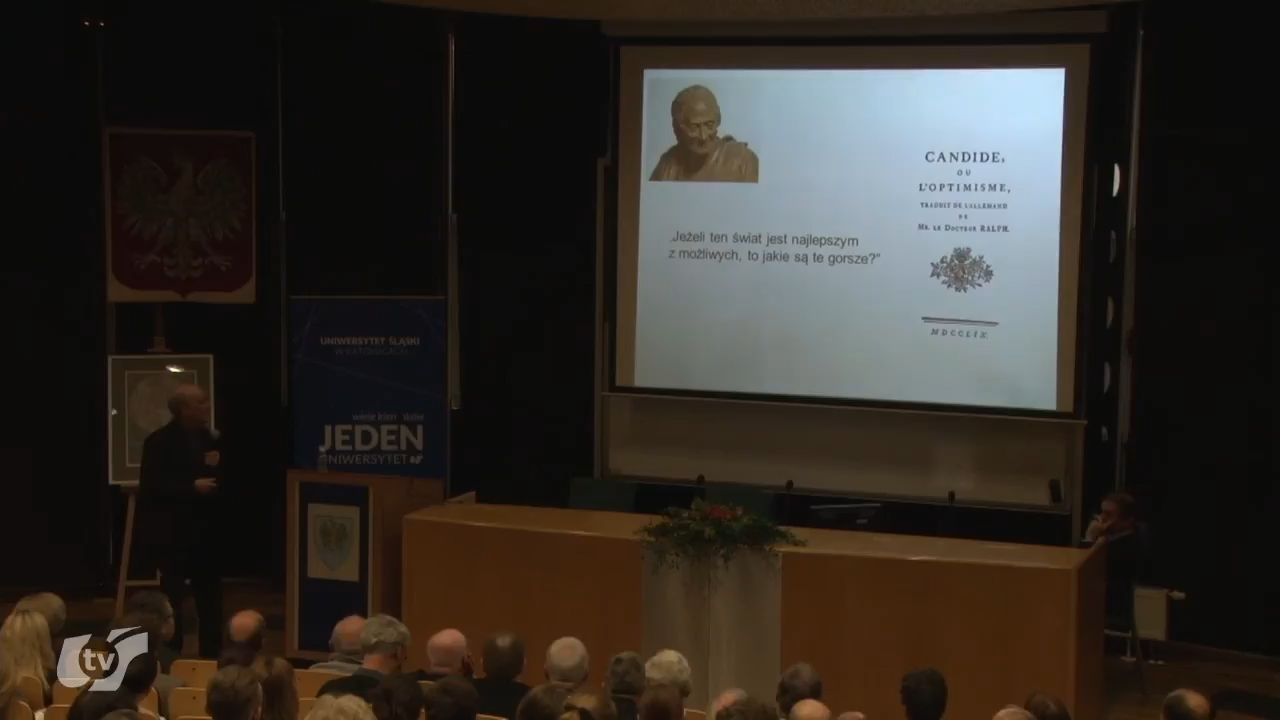 CANDIDE,
OU
L'OPTIMISME,
TRADUIT DE L'ALLEMAND
DE
MR. LE DOCTEUR RALPH.
„Jeżeli ten świat jest najlepszym
z możliwych, to jakie są te gorsze?”
MDCCLIX
UNIWERSYTET ŚLĄSKI
W KATOWICACH
JEDEN
UNIWERSYTET
tv